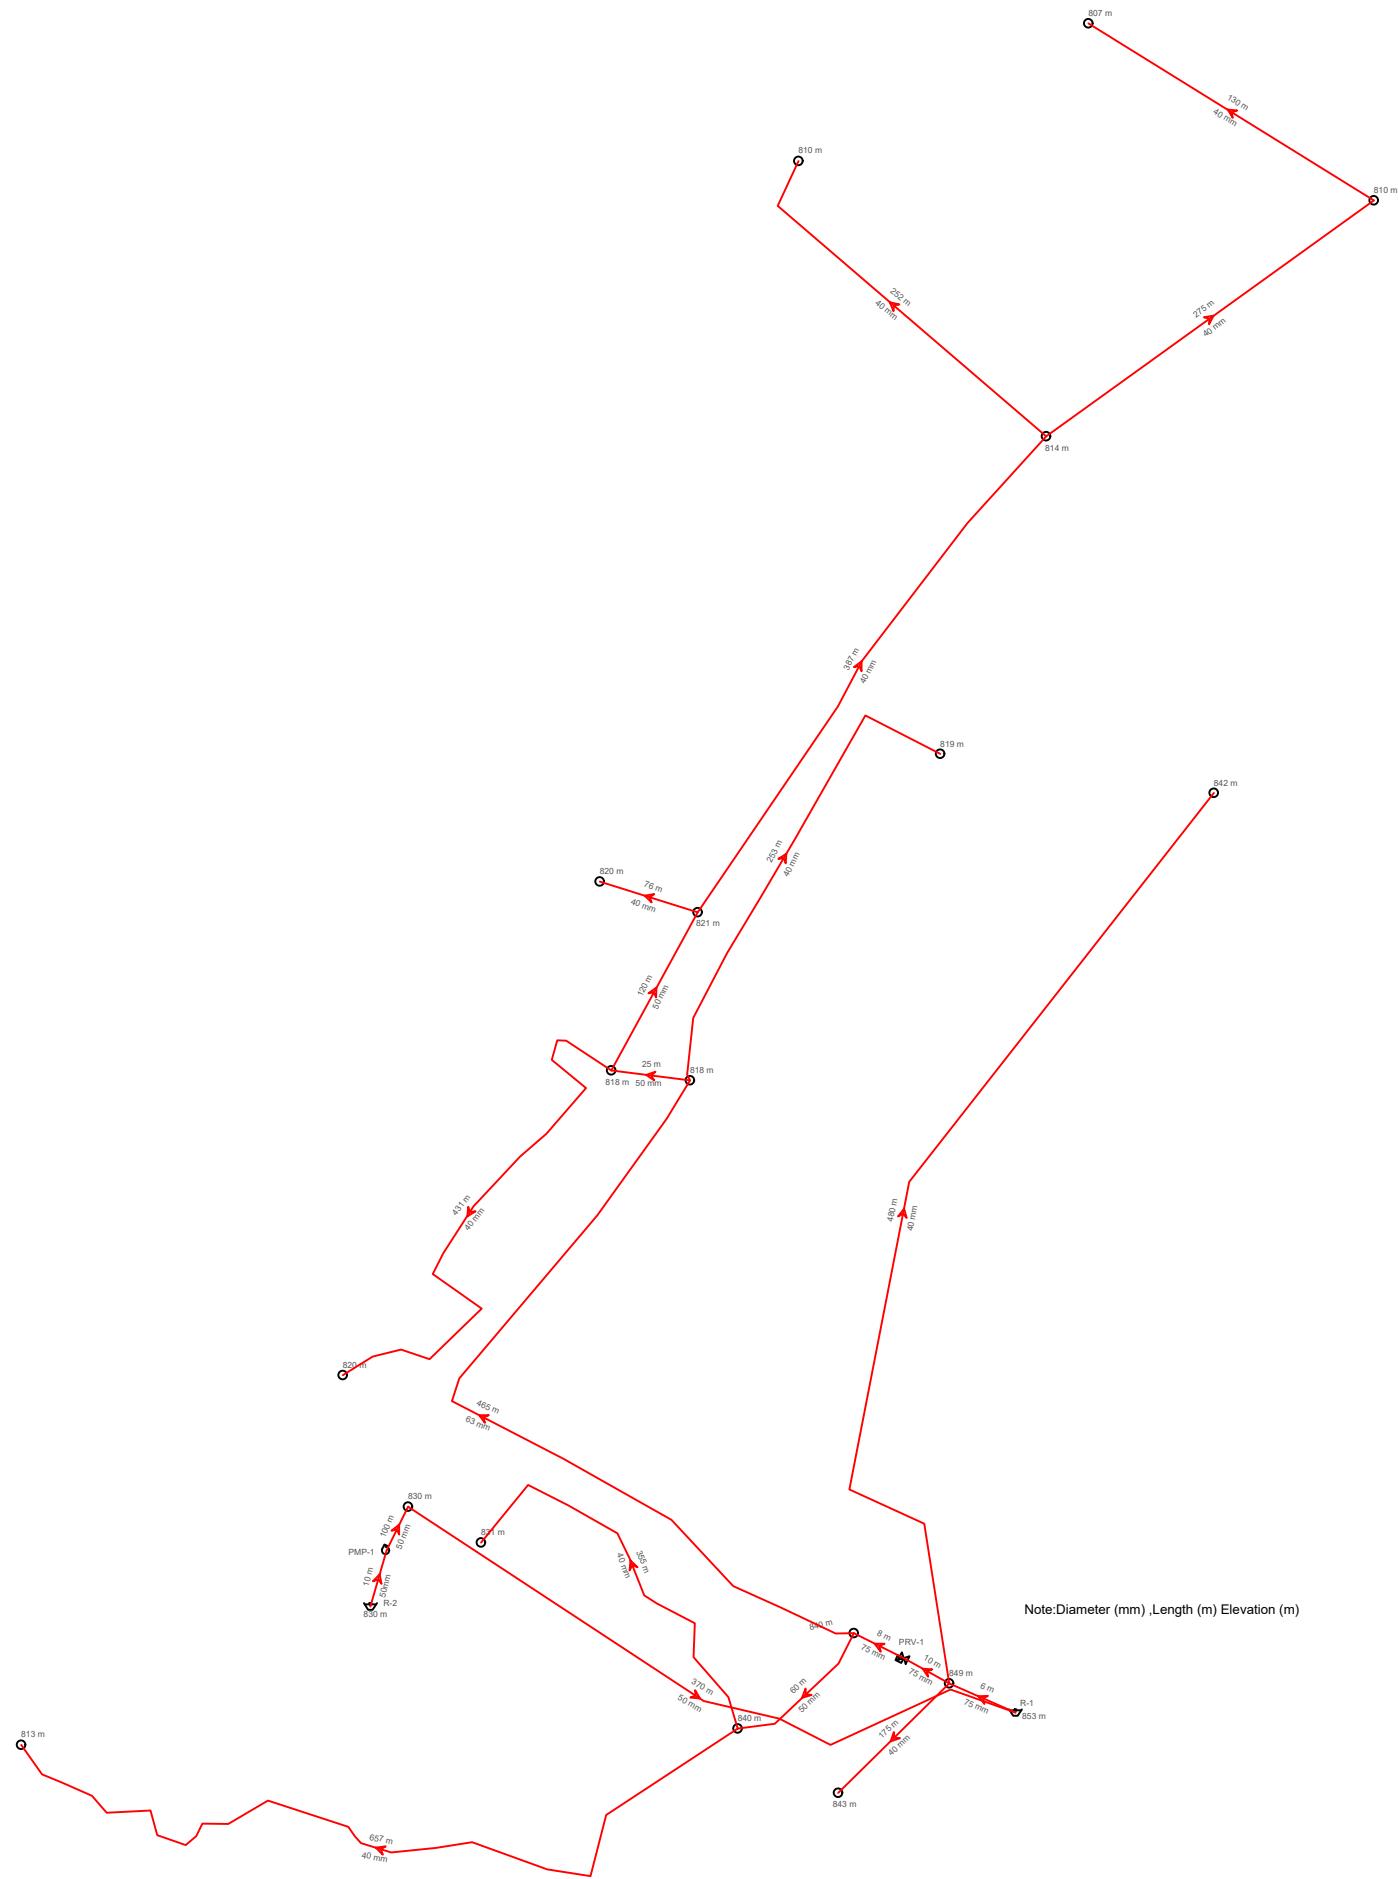 807 m
130 m
40 mm
810 m
810 m
252 m
40 mm
275 m
40 mm
814 m
387 m
40 mm
819 m
842 m
253 m
40 mm
820 m
76 m
40 mm
821 m
120 m
50 mm
25 m
818 m
818 m
50 mm
431 m
40 mm
480 m
40 mm
820 m
465 m
63 mm
830 m
100 m
50 mm
831 m
PMP-1
355 m
40 mm
10 m
50mm
R-2
830 m
Note:Diameter (mm) ,Length (m) Elevation (m)
840 m
8 m
75 mm
PRV-1
10 m
75 mm
849 m
6 m
75 mm
R-1
853 m
370 m
50 mm
60 m
50 mm
840 m
175 m
40 mm
813 m
843 m
657 m
40 mm